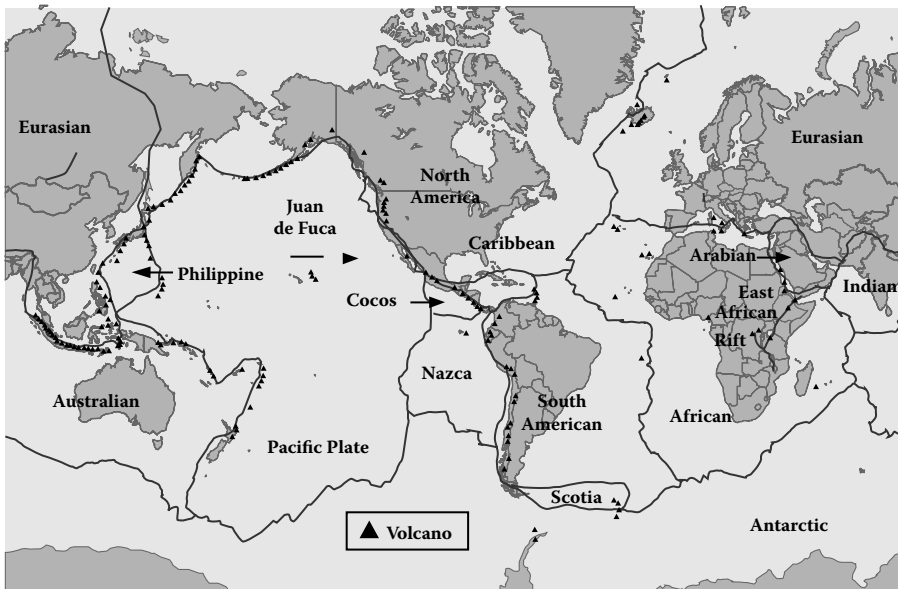 Eurasian
North
America
Eurasian
Juan
de Fuca
Caribbean
Arabian
Philippine
Indian
Cocos
East
African
Rift
Nazca
Australian
South
American
African
Pacific Plate
Scotia
Antarctic
Volcano